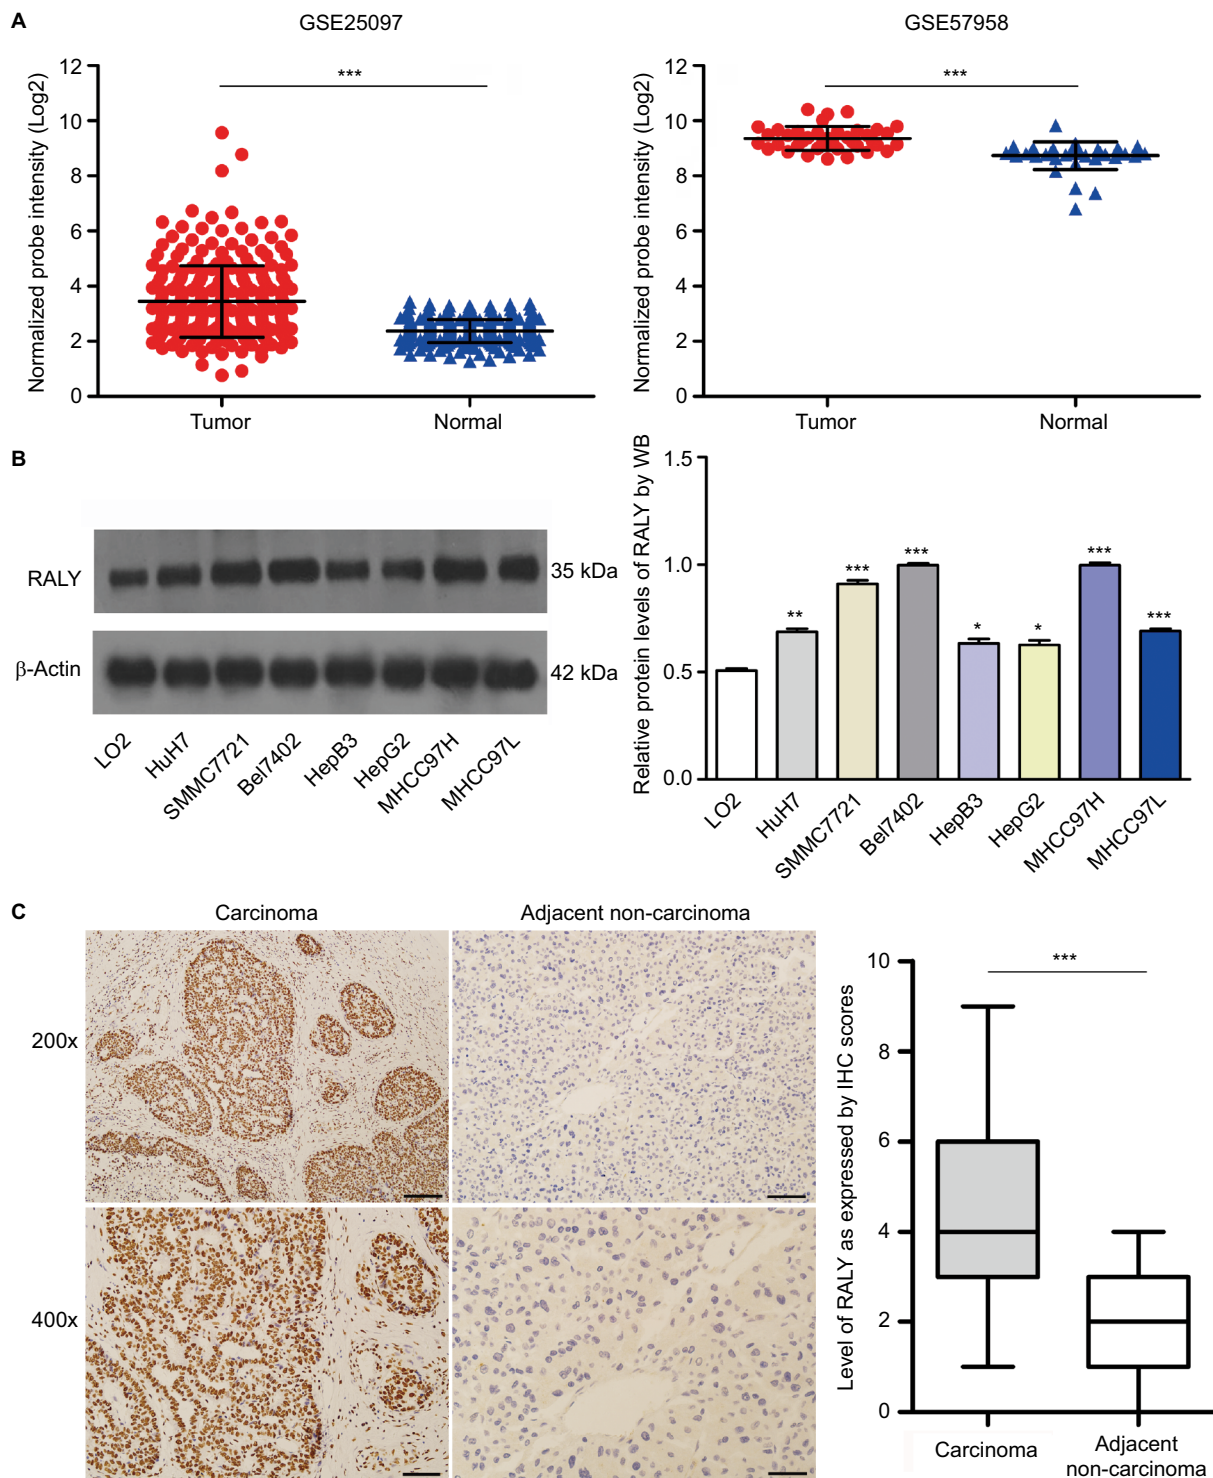 A
GSE25097
GSE57958
Normalized probe intensity (Log2)
12
10
8
6
4
2
0
***
Tumor
Normal
Normalized probe intensity (Log2)
12
10
8
6
4
2
0
***
Tumor
Normal
B
RALY
35 kDa
β-Actin
42 kDa
LO2
HuH7
SMMC7721
Bel7402
HepB3
HepG2
MHCC97H
MHCC97L
Relative protein levels of RALY by WB
1.5
1.0
0.5
0.0
**
***
***
*
*
***
***
LO2
HuH7
SMMC7721
Bel7402
HepB3
HepG2
MHCC97H
MHCC97L
C
Carcinoma
Adjacent non-carcinoma
200x
400x
Level of RALY as expressed by IHC scores
10
8
6
4
2
0
***
Carcinoma
Adjacent
non-carcinoma